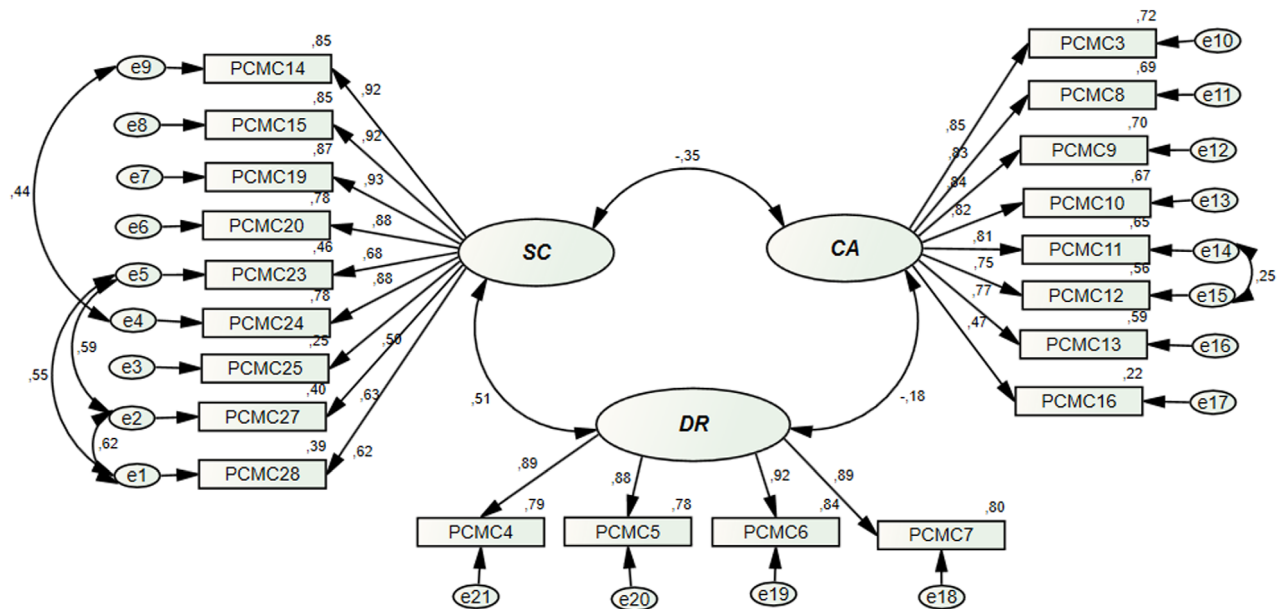 ,85
e9
PCMC14
,92
,85
e8
PCMC15
,92
,87
e7
PCMC19
,93
,78
e6
PCMC20
,88
,46
e5
PCMC23
,68
,78
e4
PCMC24
,88
,25
e3
PCMC25
,50
,40
e2
PCMC27
,63
,39
e1
PCMC28
,62
,44
,59
,55
,62
SC
-,35
CA
,51
-,18
DR
,72
PCMC3
e10
,85
,69
PCMC8
e11
,83
,70
PCMC9
e12
,84
,67
PCMC10
e13
,82
,65
PCMC11
e14
,81
,56
PCMC12
e15
,75
,25
,59
PCMC13
e16
,77
,22
PCMC16
e17
,47
,89
,88
,92
,89
,79
,78
,84
,80
PCMC4
PCMC5
PCMC6
PCMC7
e21
e20
e19
e18